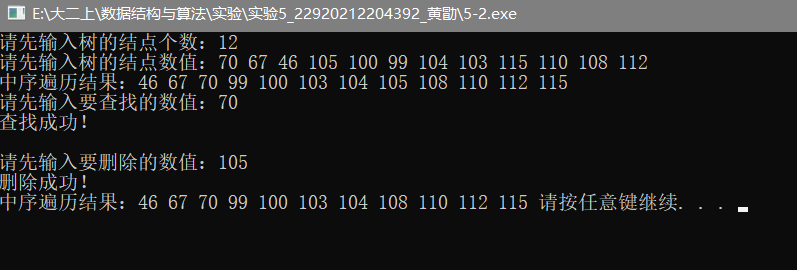 E:\大二上\数据结构与算法\实验\实验5_22920212204392_黄勖\5-2.exe
请先输入树的结点个数: 12
请先输入树的结点数值: 70 67 46 105 100 99 104 103 115 110 108 112
中序遍历结果: 46 67 70 99 100 103 104 105 108 110 112 115
请先输入要查找的数值: 70
查找成功!
请先输入要删除的数值: 105
删除成功!
中序遍历结果: 46 67 70 99 100 103 104 108 110 112 115 请按任意键继续. . .